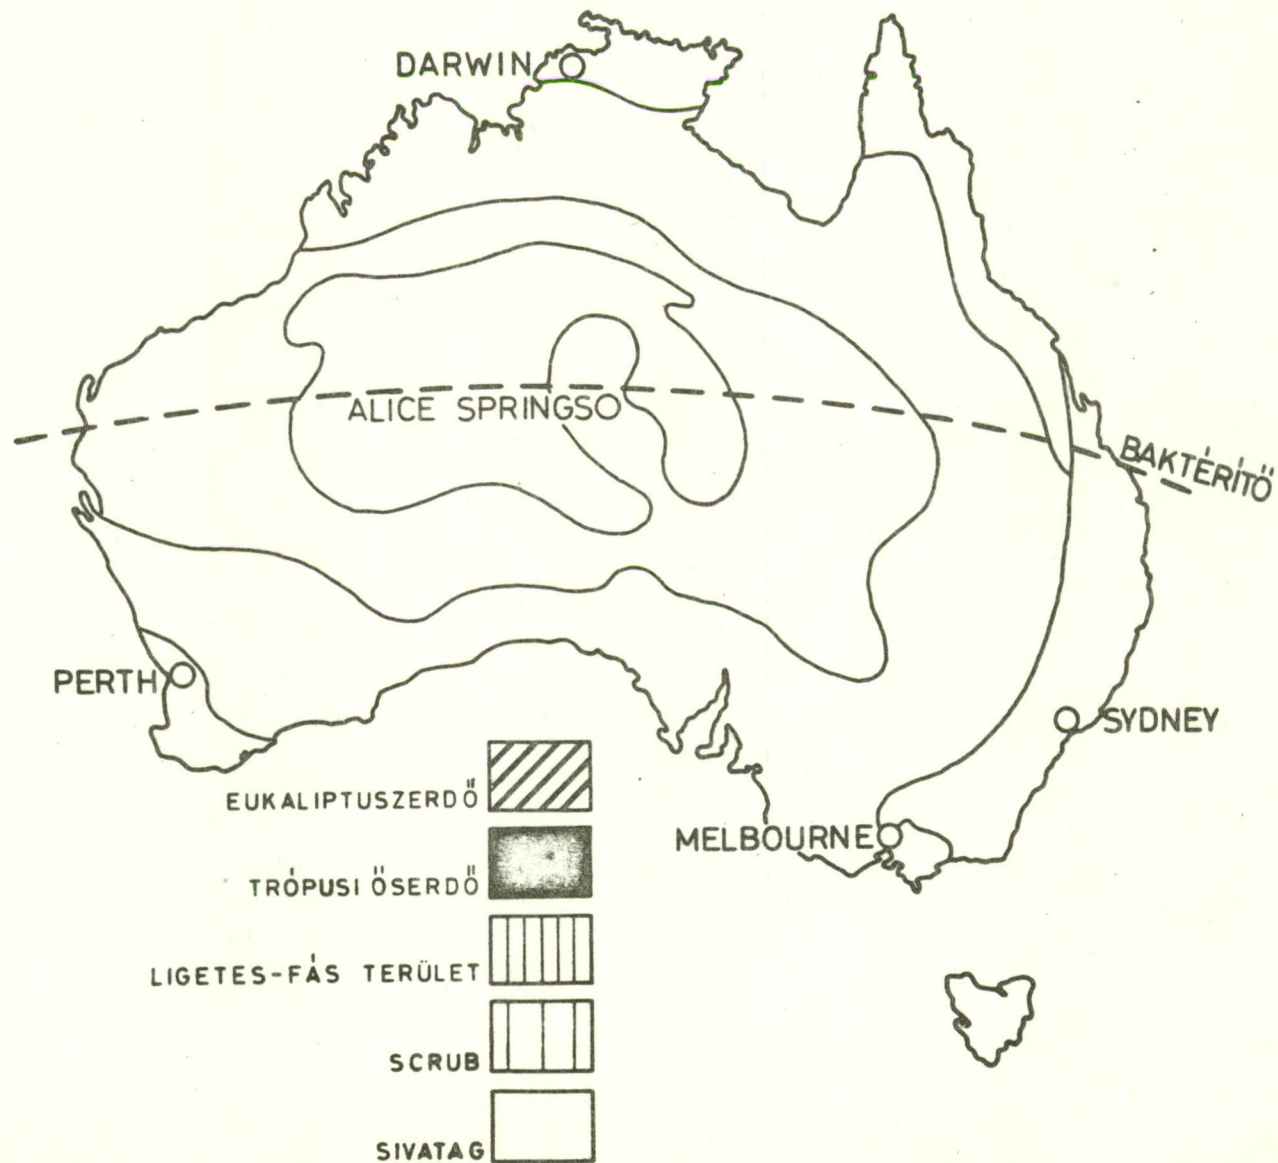 DARWIN
ALICE SPRINGS
BAKTÉRÍTŐ
PERTH
SYDNEY
EUKALIPTUSZERDŐ
MELBOURNE
TRÓPUSI ŐSERDŐ
LIGETES-FÁS TERÜLET
SCRUB
SIVATAG